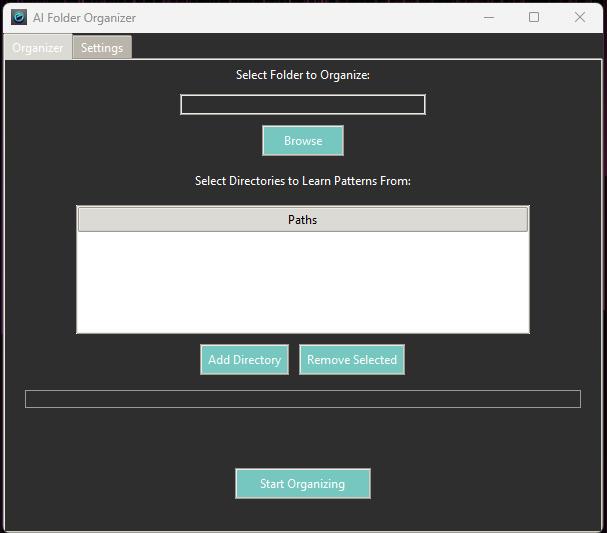 AI Folder Organizer
Organizer Settings
Select Folder to Organize:
Browse
Select Directories to Learn Patterns From:
Paths
Add Directory Remove Selected
Start Organizing